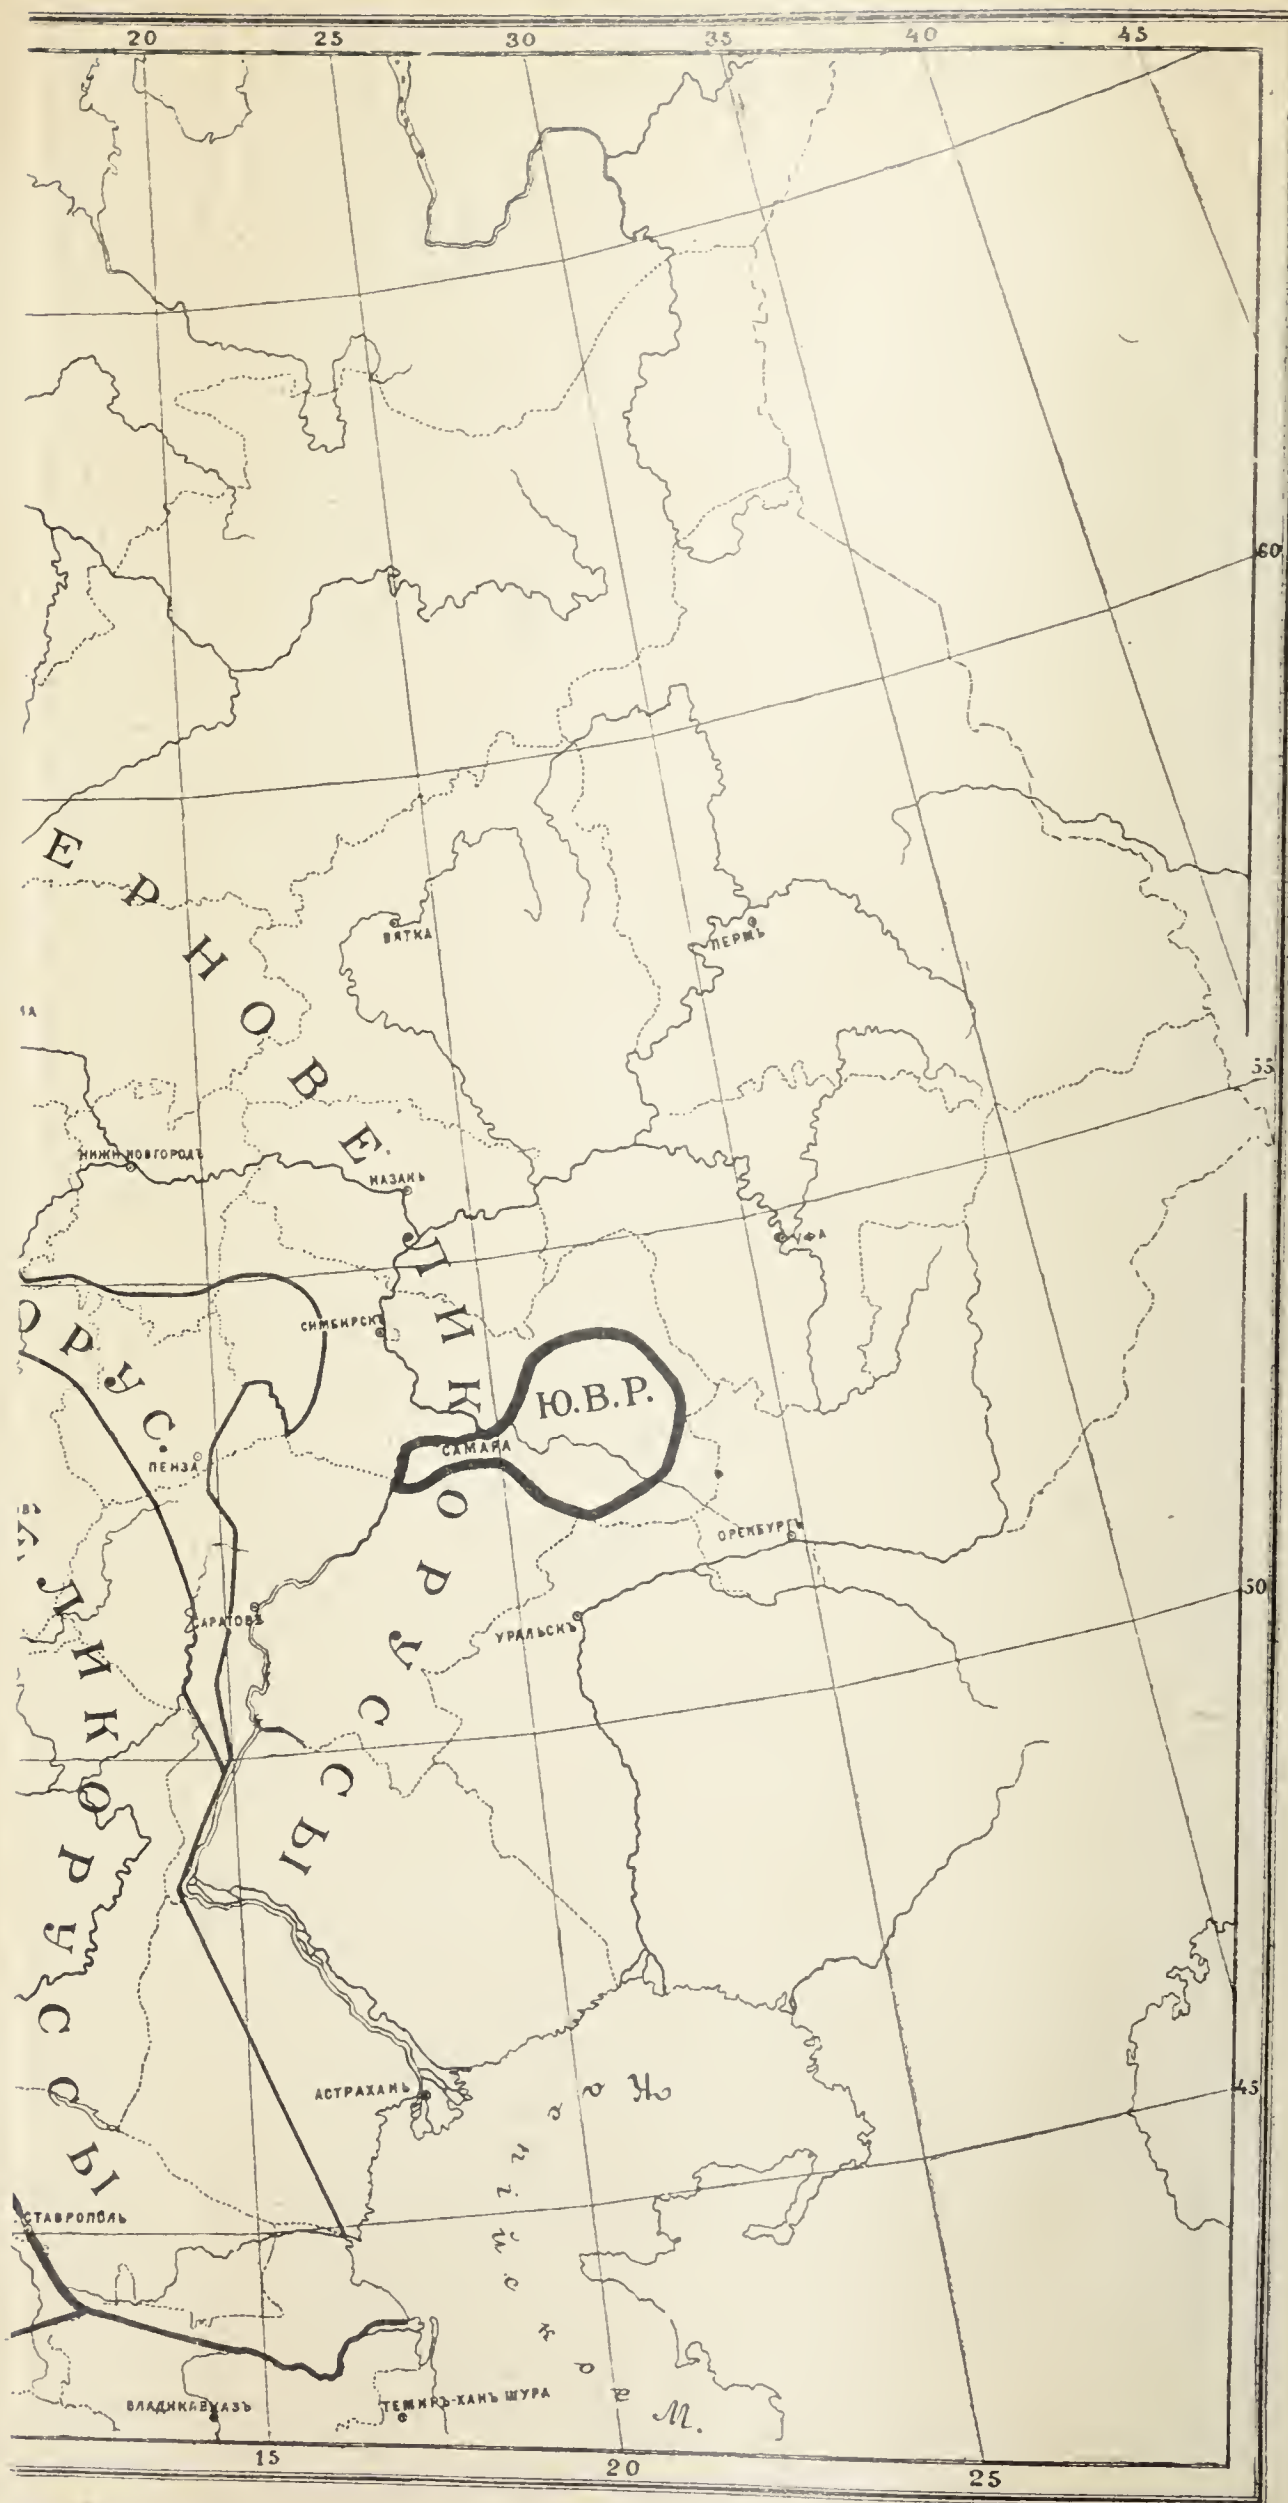 20 25 30 35 40 45
60
Е Р Н О В Е Л И К О Р У С С Ы
ВЯТКА
ПЕРМЬ
55
НИЖН НОВГОРОДЪ
КАЗАНЬ
УФА
О Р У С.
СИМБИРСКЪ
Ю.В.Р.
САМАРА
ПЕНЗА
ОРЕНБУРГЪ
50
САРАТОВЪ
УРАЛЬСКЪ
Л И К О Р У С С Ы
АСТРАХАНЬ
45
СТАВРОПОЛЬ
ВЛАДИКАВКАЗЪ
ТЕМИРЪ-ХАНЪ ШУРА
М.
15 20 25